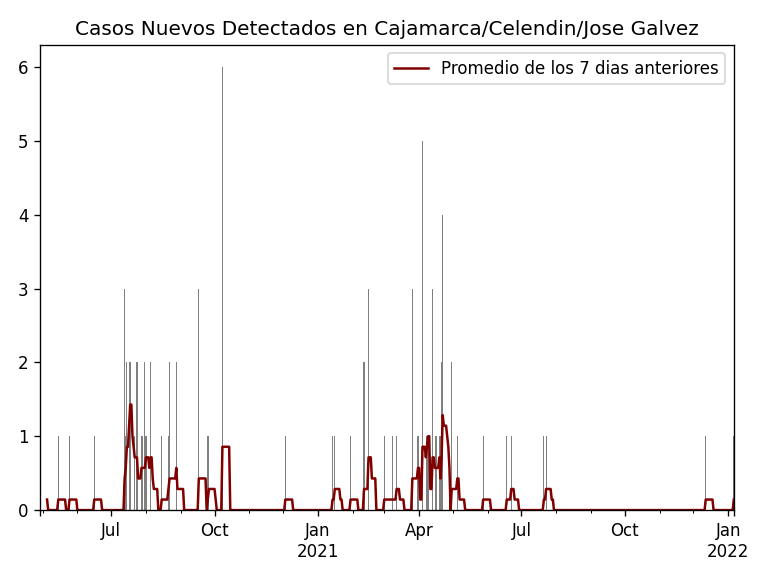 Casos Nuevos Detectados en Cajamarca/Celendin/Jose Galvez
Promedio de los 7 dias anteriores
6
5
4
3
2
1
0
Jul
Oct
Jan
2021
Apr
Jul
Oct
Jan
2022